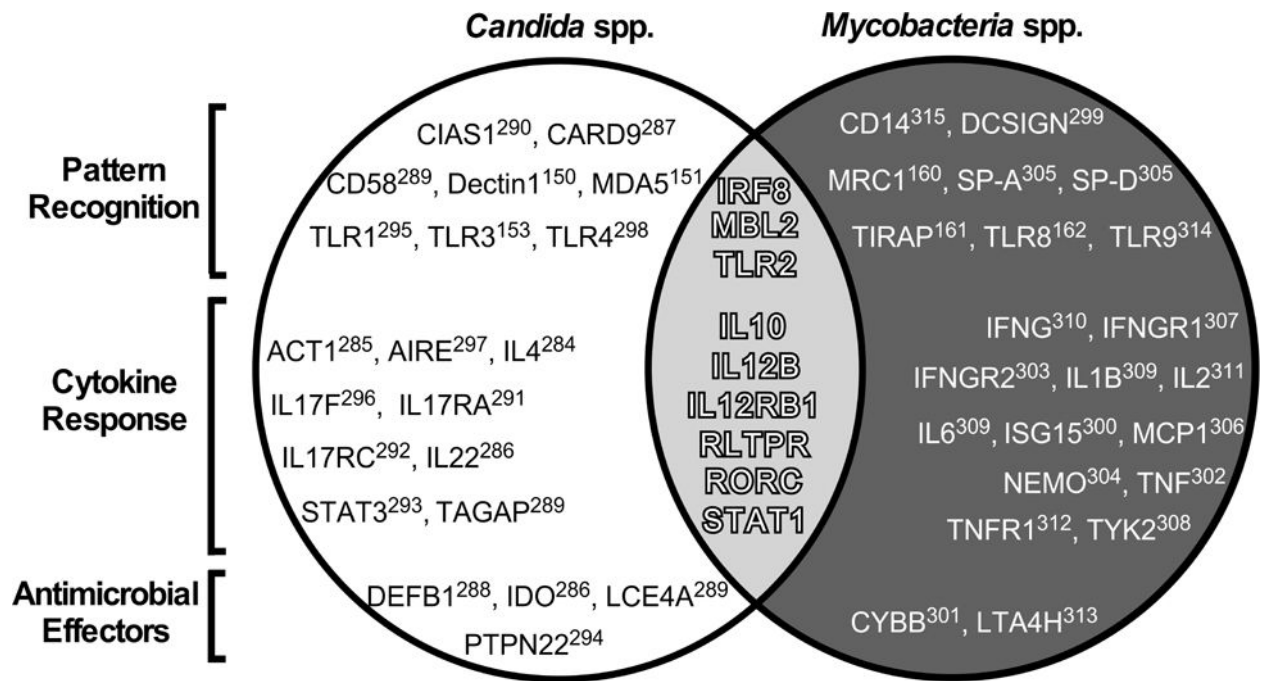 Candida spp.
Mycobacteria spp.
Pattern
Recognition
CIAS1290, CARD9287
CD58289, Dectin1150, MDA5151
TLR1295, TLR3153, TLR4298
IRF8
MBL2
TLR2
CD14315, DCSIGN299
MRC1160, SP-A305, SP-D305
TIRAP161, TLR8162, TLR9314
Cytokine
Response
ACT1285, AIRE297, IL4284
IL17F296, IL17RA291
IL17RC292, IL22286
STAT3293, TAGAP289
IL10
IL12B
IL12RB1
RLTPR
RORC
STAT1
IFNG310, IFNGR1307
IFNGR2303, IL1B309, IL2311
IL6309, ISG15300, MCP1306
NEMO304, TNF302
TNFR1312, TYK2308
Antimicrobial
Effectors
DEFB1288, IDO286, LCE4A289
PTPN22294
CYBB301, LTA4H313